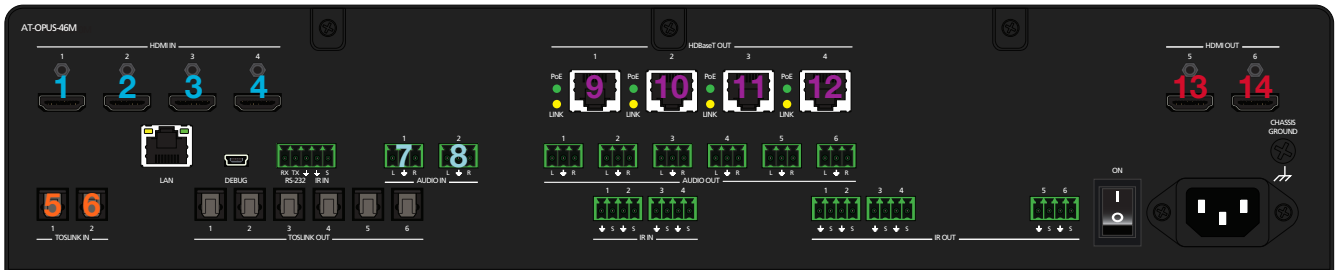 AT-OPUS-46M
HDMI IN
1 2 3 4
1 2 3 4
HDBaseT OUT
1 2 3 4
PoE PoE PoE PoE
9 10 11 12
LINK LINK LINK LINK
HDMI OUT
5 6
13 14
CHASSIS
GROUND
LAN
DEBUG
RX TX S
RS-232 IR IN
1 2
7 8
L R L R
AUDIO IN
1 2 3 4 5 6
L R L R L R L R L R L R
AUDIO OUT
ON
5 6
1 2
TOSLINK IN
1 2 3 4 5 6
TOSLINK OUT
1 2 3 4
S S S S
IR IN
1 2 3 4 5 6
S S S S S S
IR OUT
I
O